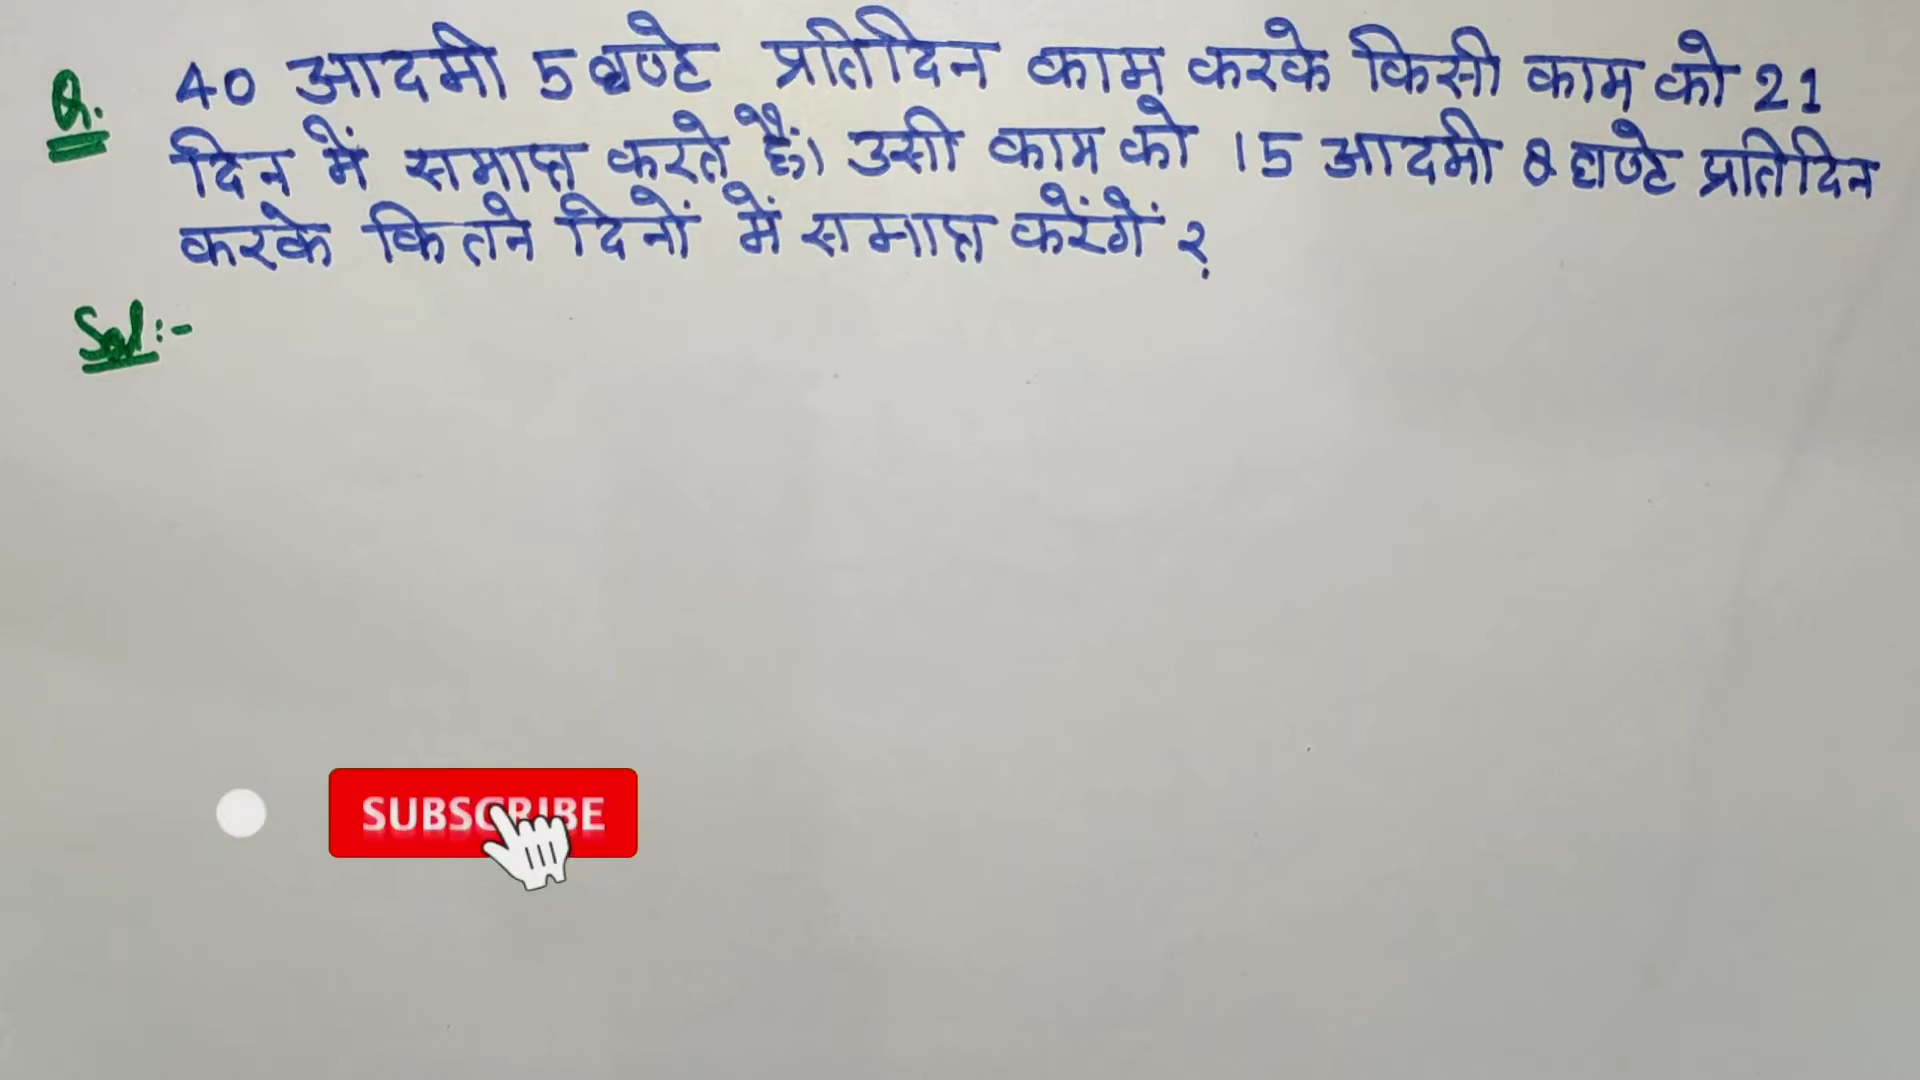 Q. 40 आदमी 5 घण्टे प्रतिदिन काम करके किसी काम को 21
दिन में समाप्त करते हैं। उसी काम को 15 आदमी 8 घण्टे प्रतिदिन
करके कितने दिनों में समाप्त करेंगें ?
Sol:-
SUBSCRIBE